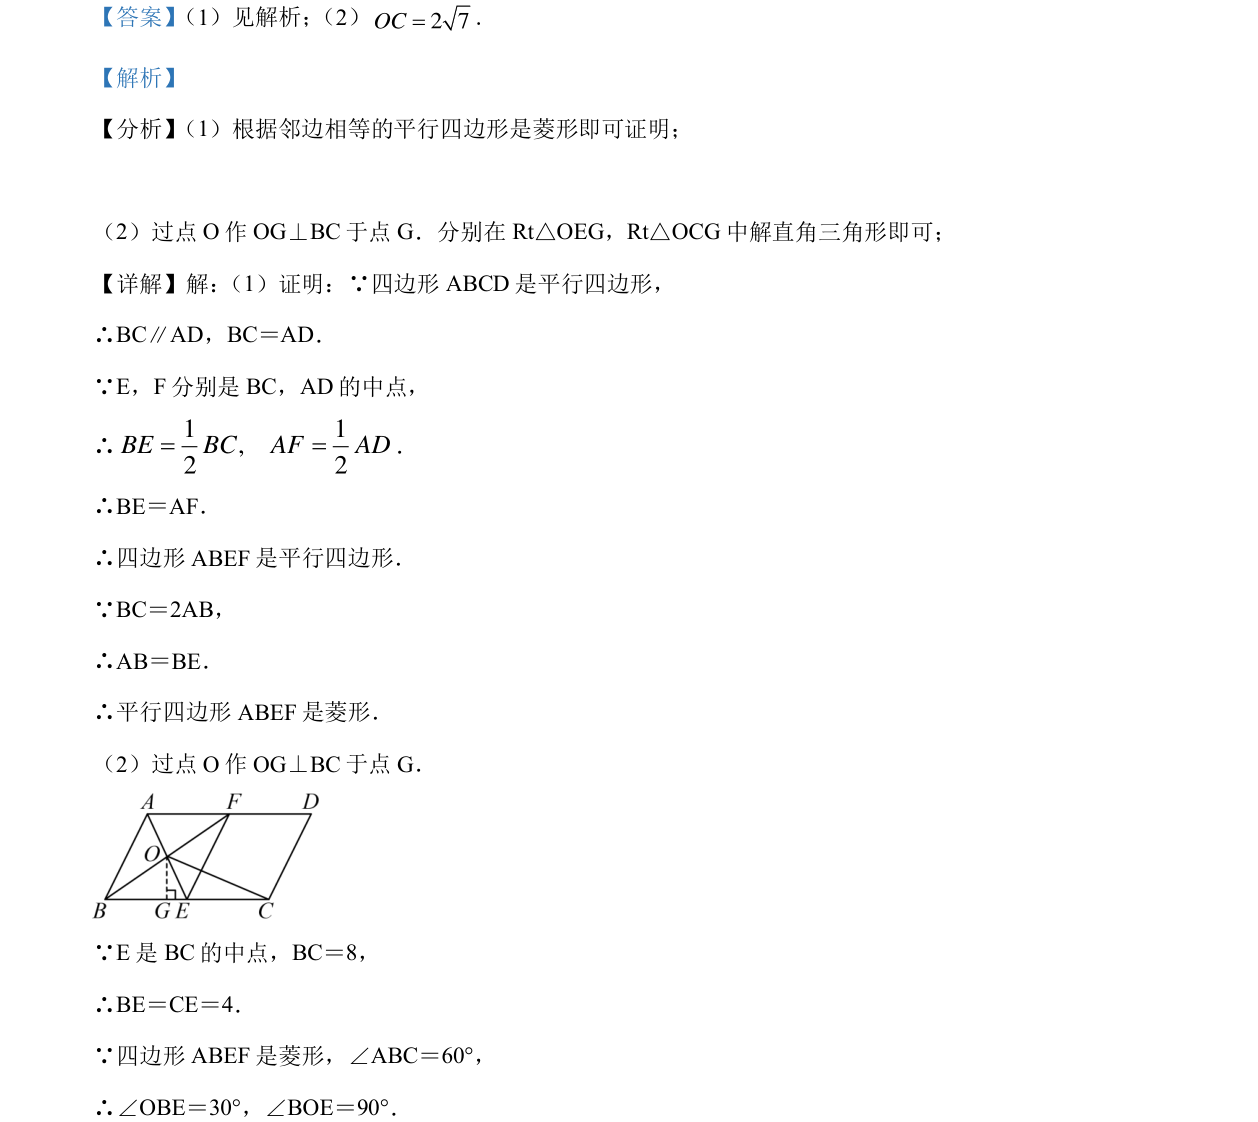 【答案】（1）见解析；（2）OC=2√7．
【解析】
【分析】（1）根据邻边相等的平行四边形是菱形即可证明；
（2）过点 O 作 OG⊥BC 于点 G．分别在 Rt△OEG，Rt△OCG 中解直角三角形即可；
【详解】解：（1）证明：∵四边形 ABCD 是平行四边形，
∴BC∥AD，BC＝AD．
∵E，F 分别是 BC，AD 的中点，
∴ BE=1/2 BC, AF=1/2 AD．
∴BE＝AF．
∴四边形 ABEF 是平行四边形．
∵BC＝2AB，
∴AB＝BE．
∴平行四边形 ABEF 是菱形．
（2）过点 O 作 OG⊥BC 于点 G．
A F D
O
B G E C
∵E 是 BC 的中点，BC＝8，
∴BE＝CE＝4．
∵四边形 ABEF 是菱形，∠ABC＝60°，
∴∠OBE＝30°，∠BOE＝90°．